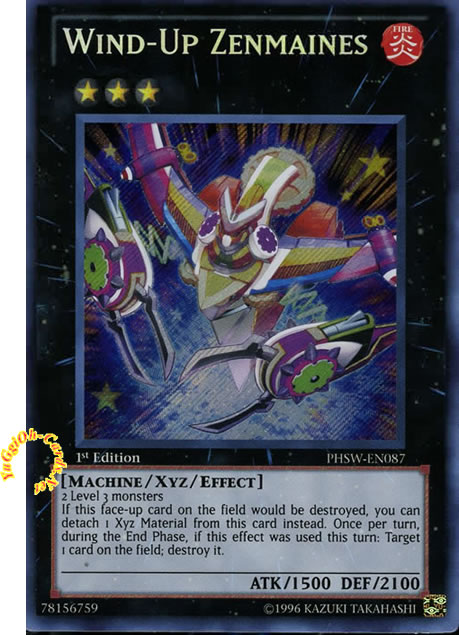 WIND-UP ZENMAINES
FIRE
炎
1st Edition
PHSW-EN087
[MACHINE/XYZ/EFFECT]
2 Level 3 monsters
If this face-up card on the field would be destroyed, you can
detach 1 Xyz Material from this card instead. Once per turn,
during the End Phase, if this effect was used this turn: Target
1 card on the field; destroy it.
ATK/1500 DEF/2100
78156759
©1996 KAZUKI TAKAHASHI
YuGiOh-Cards.Net